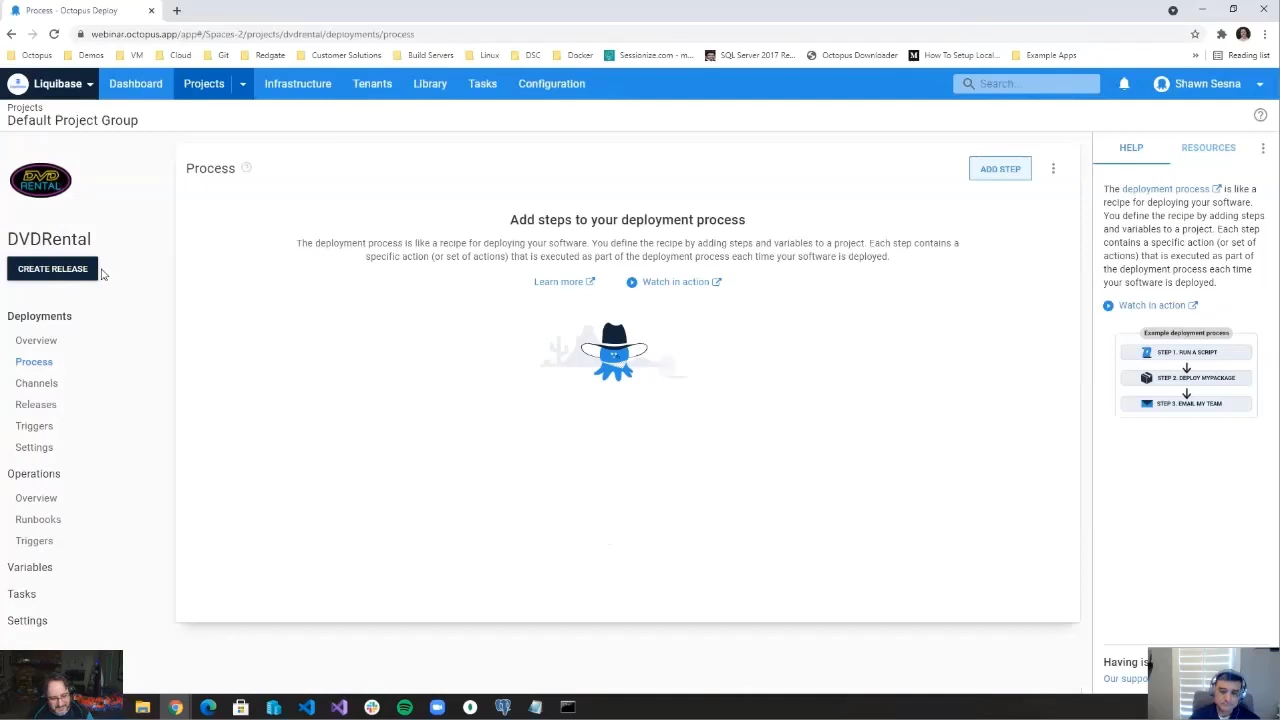 Process - Octopus Deploy
webinar.octopus.app/app#/Spaces-2/projects/dvdrental/deployments/process
Octopus Demos VM Cloud Git Redgate Customer Solutions Build Servers Linux DSC Docker Sessionize.com - m... SQL Server 2017 Re... Octopus Downloader How To Setup Local... Example Apps » Reading list
Liquibase Dashboard Projects Infrastructure Tenants Library Tasks Configuration Search... Shawn Sesna
Projects
Default Project Group
DVD
RENTAL
DVDRental
CREATE RELEASE
Deployments
Overview
Process
Channels
Releases
Triggers
Settings
Operations
Overview
Runbooks
Triggers
Variables
Tasks
Settings
Process
ADD STEP
Add steps to your deployment process
The deployment process is like a recipe for deploying your software. You define the recipe by adding steps and variables to a project. Each step contains a
specific action (or set of actions) that is executed as part of the deployment process each time your software is deployed.
Learn more Watch in action
HELP RESOURCES
The deployment process is like a
recipe for deploying your software.
You define the recipe by adding steps
and variables to a project. Each step
contains a specific action (or set of
actions) that is executed as part of
the deployment process each time
your software is deployed.
Watch in action
Example deployment process
STEP 1. RUN A SCRIPT
STEP 2. DEPLOY MYPACKAGE
STEP 3. EMAIL MY TEAM
Having is
Our suppo